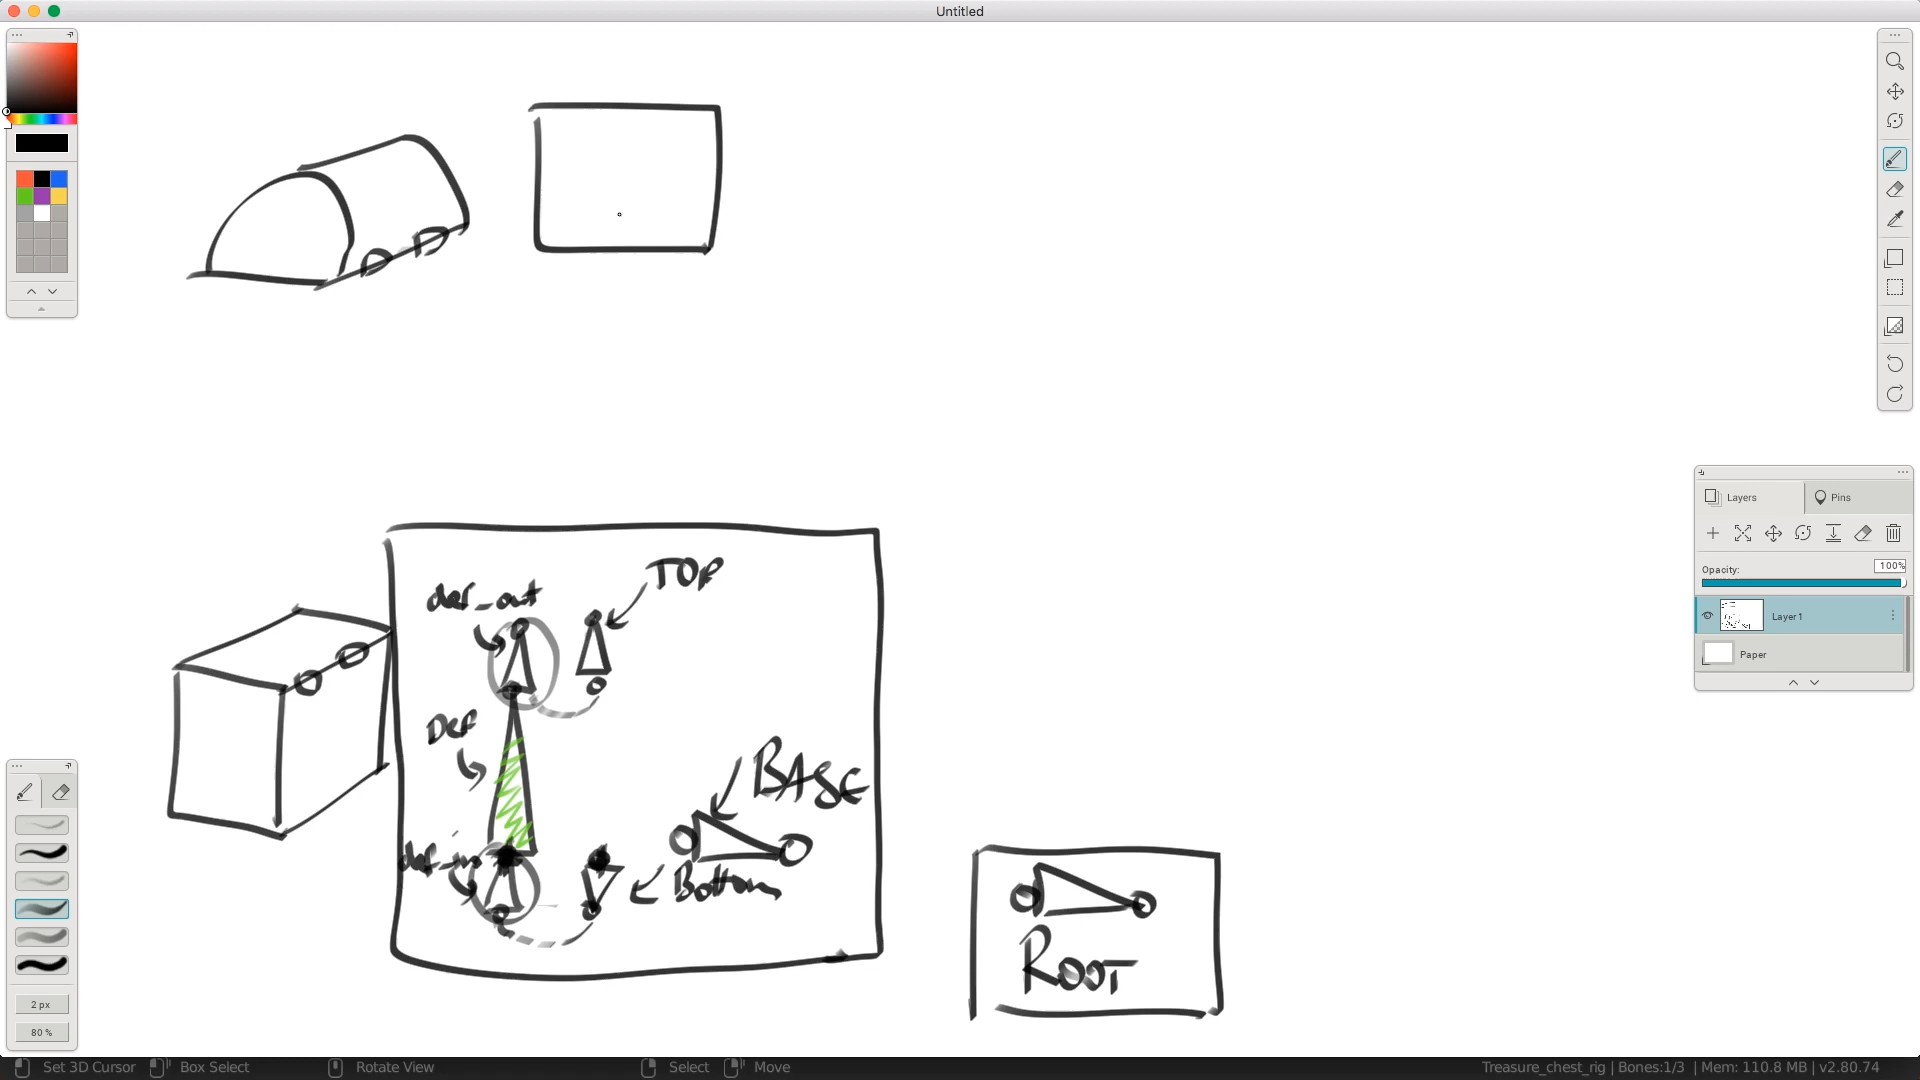 Untitled
def_out
TOP
Def
BASE
def_in
Bottom
ROOT
Layers
Pins
Opacity:
100%
Layer1
Paper
2 px
80 %
Set 3D Cursor
Box Select
Rotate View
Select
Move
Treasure_chest_rig | Bones:1/3 | Mem: 110.8 MB | v2.80.74